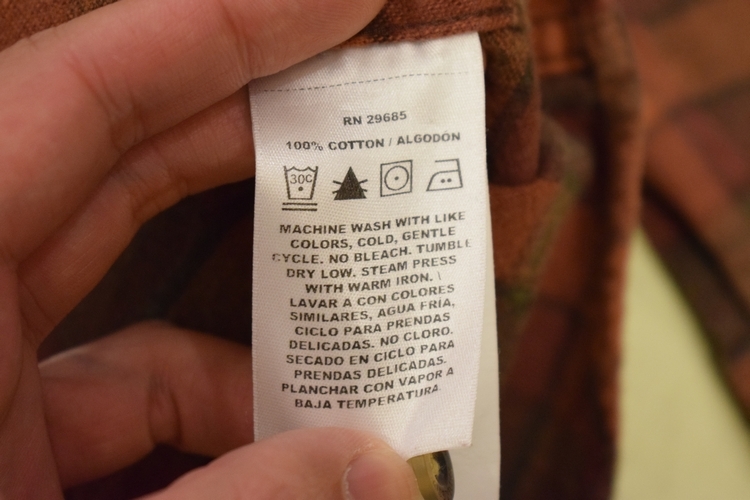 RN 29685
100% COTTON / ALGODÓN
30C
MACHINE WASH WITH LIKE
COLORS, COLD, GENTLE
CYCLE. NO BLEACH. TUMBLE
DRY LOW. STEAM PRESS
WITH WARM IRON. \
LAVAR A CON COLORES
SIMILARES, AGUA FRÍA,
CICLO PARA PRENDAS
DELICADAS. NO CLORO.
SECADO EN CICLO PARA
PRENDAS DELICADAS.
PLANCHAR CON VAPOR A
BAJA TEMPERATURA.